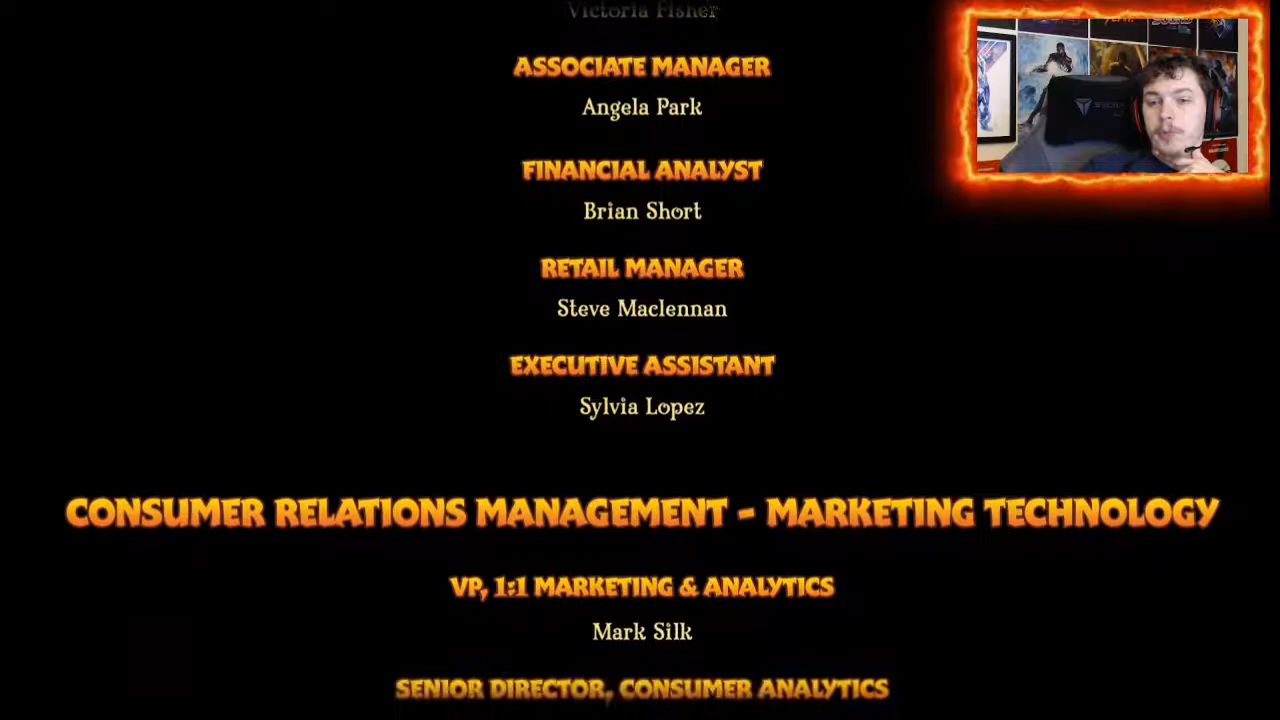 Victoria Fisher
ASSOCIATE MANAGER
Angela Park
FINANCIAL ANALYST
Brian Short
RETAIL MANAGER
Steve Maclennan
EXECUTIVE ASSISTANT
Sylvia Lopez
CONSUMER RELATIONS MANAGEMENT - MARKETING TECHNOLOGY
VP, 1:1 MARKETING & ANALYTICS
Mark Silk
SENIOR DIRECTOR, CONSUMER ANALYTICS